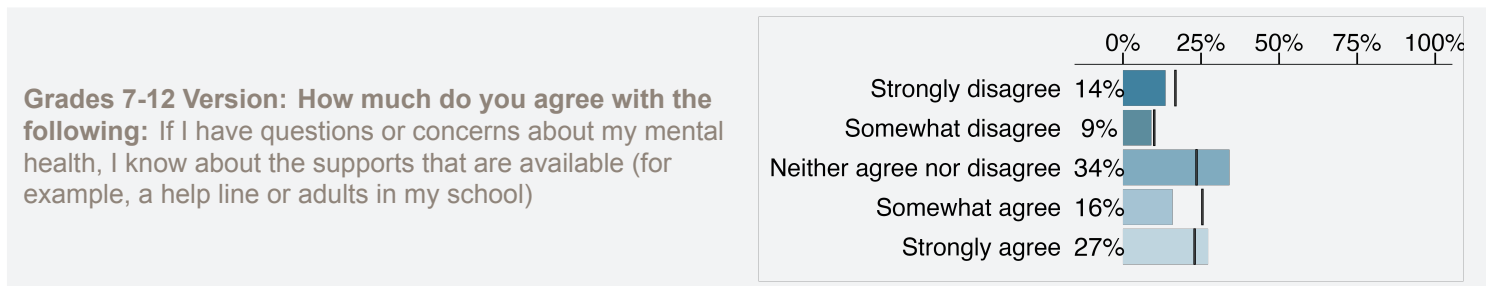 Grades 7-12 Version: How much do you agree with the
following: If I have questions or concerns about my mental
health, I know about the supports that are available (for
example, a help line or adults in my school)
0% 25% 50% 75% 100%
Strongly disagree 14%
Somewhat disagree 9%
Neither agree nor disagree 34%
Somewhat agree 16%
Strongly agree 27%